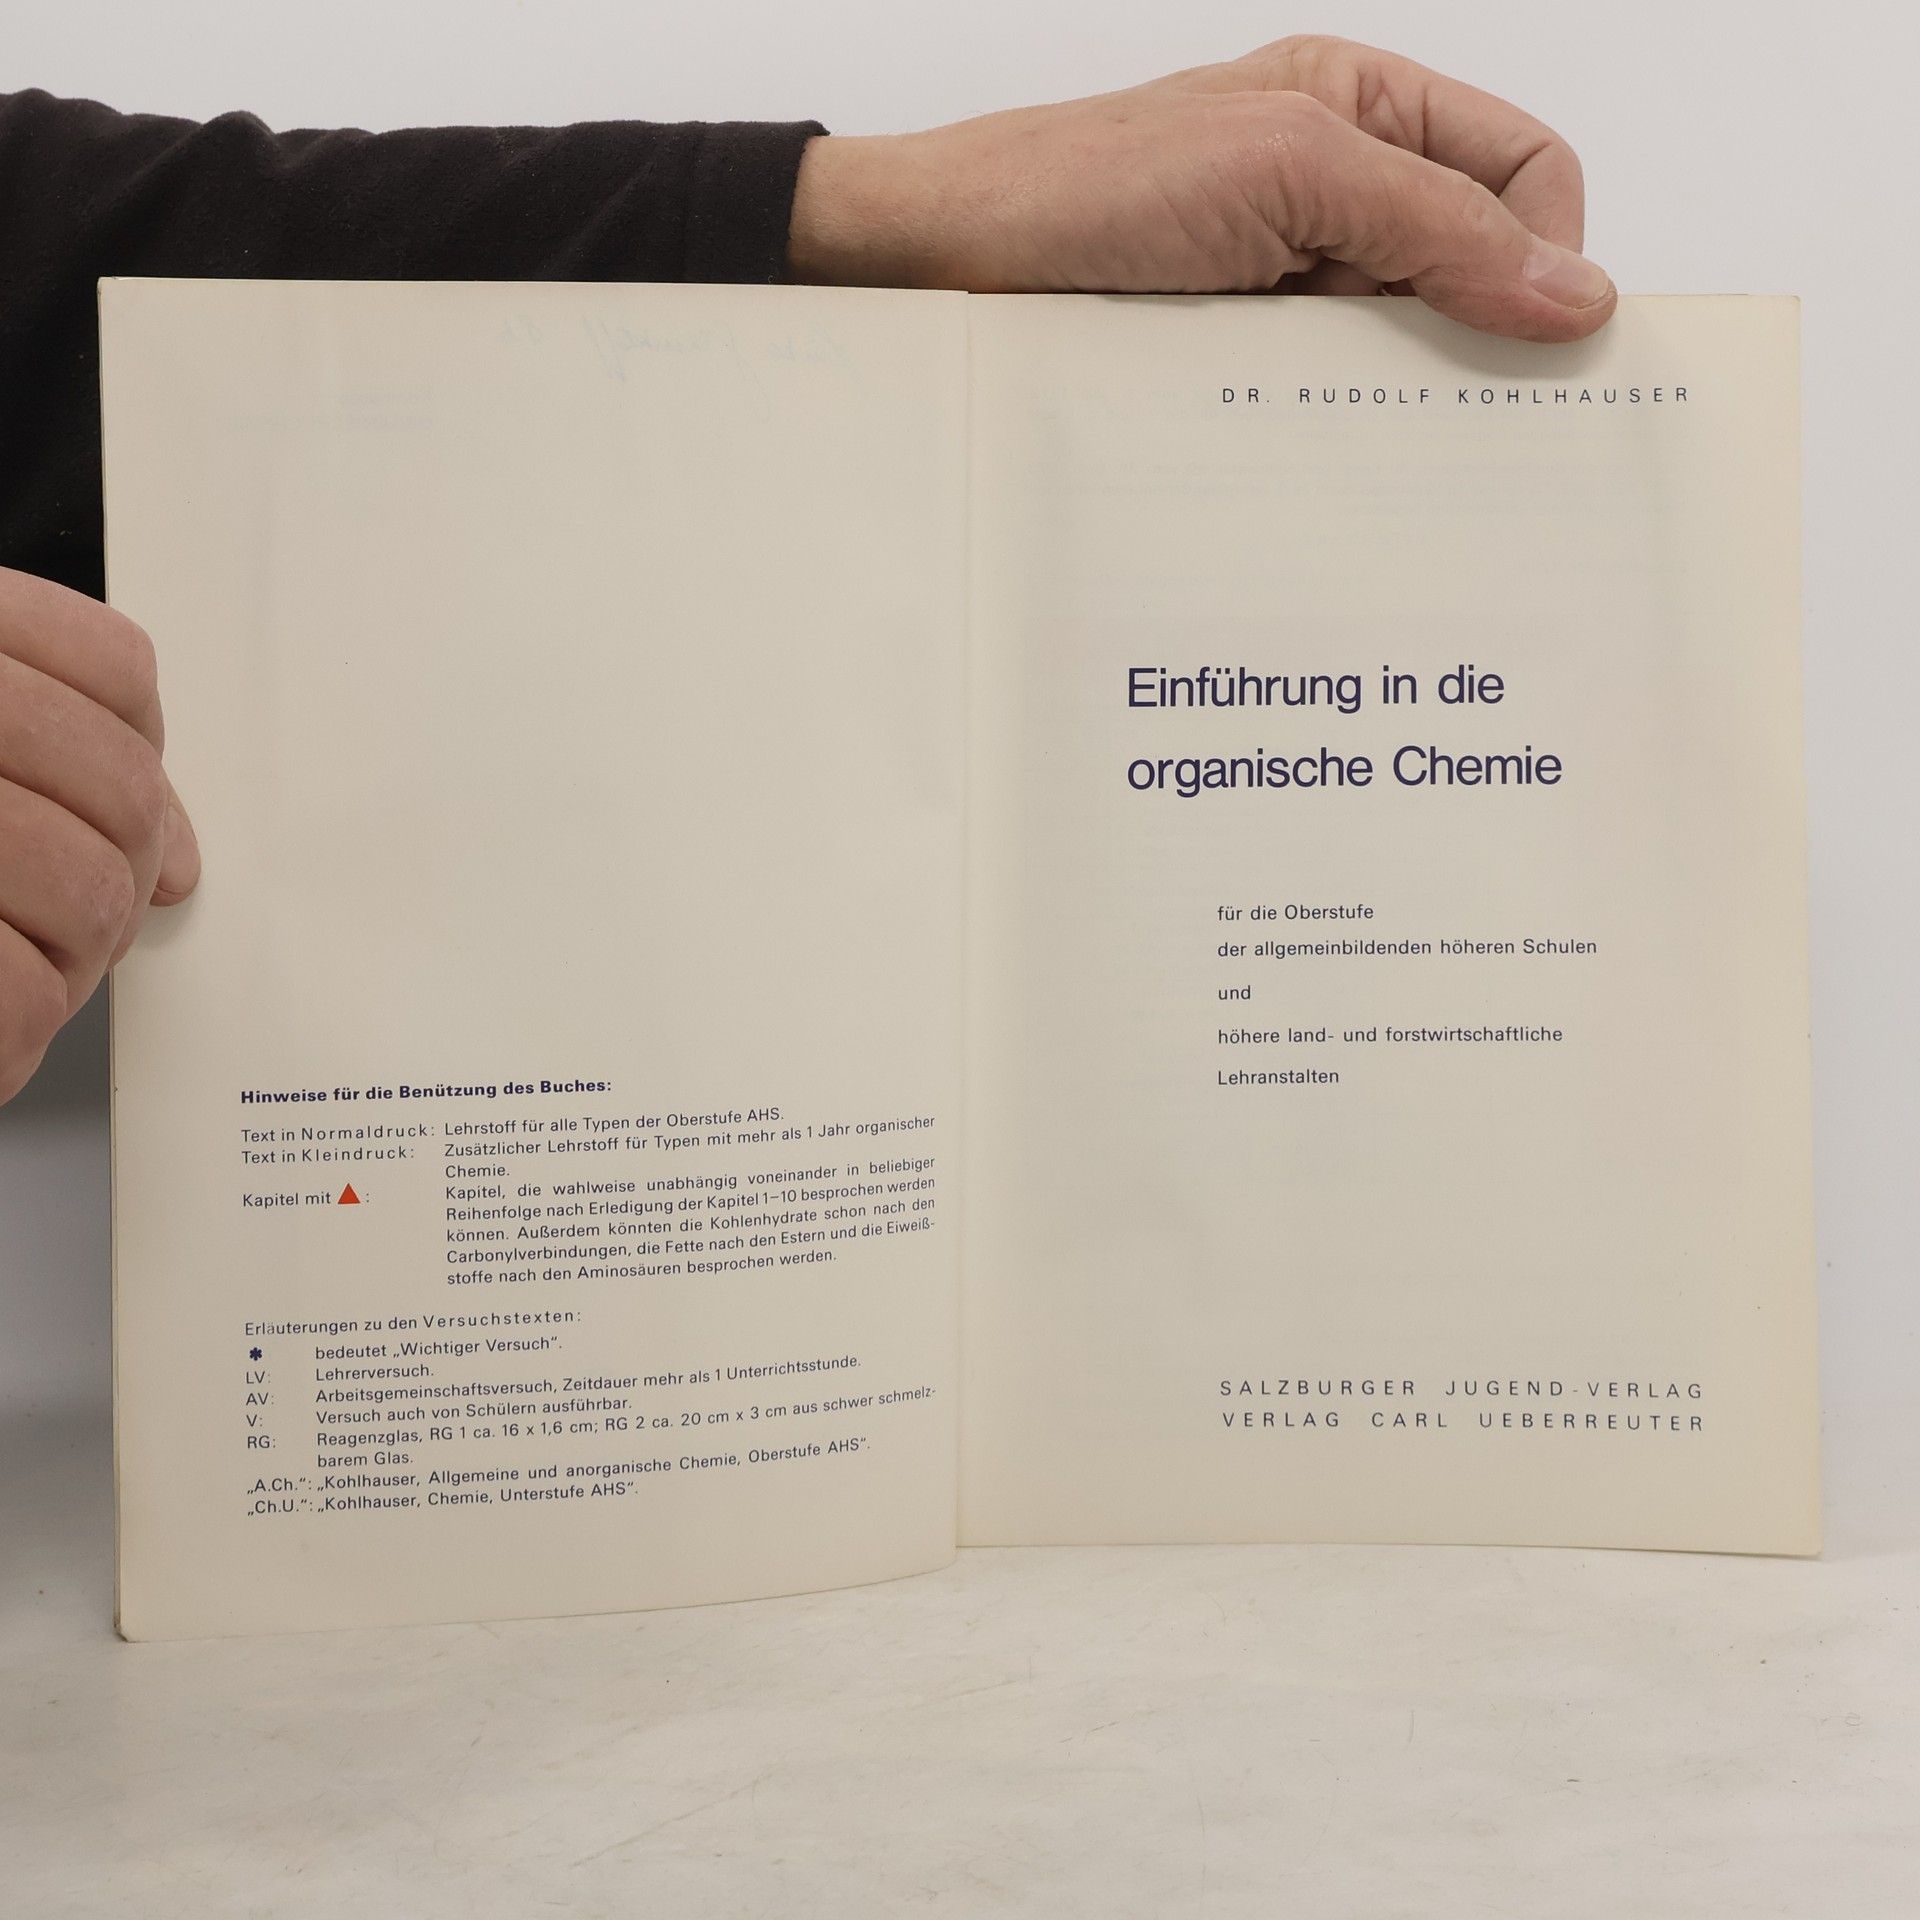 Hinweise für die Benützung des Buches:
Text in Normaldruck: Lehrstoff für alle Typen der Oberstufe AHS.
Text in Kleindruck: Zusätzlicher Lehrstoff für Typen mit mehr als 1 Jahr organischer
Chemie.
Kapitel mit ▲: Kapitel, die wahlweise unabhängig voneinander in beliebiger
Reihenfolge nach Erledigung der Kapitel 1–10 besprochen werden
können. Außerdem könnten die Kohlenhydrate schon nach den
Carbonylverbindungen, die Fette nach den Estern und die Eiweiß-
stoffe nach den Aminosäuren besprochen werden.
Erläuterungen zu den Versuchstexten:
✱ bedeutet „Wichtiger Versuch“.
LV: Lehrerversuch.
AV: Arbeitsgemeinschaftsversuch, Zeitdauer mehr als 1 Unterrichtsstunde.
V: Versuch auch von Schülern ausführbar.
RG: Reagenzglas, RG 1 ca. 16 x 1,6 cm; RG 2 ca. 20 cm x 3 cm aus schwer schmelz-
barem Glas.
„A.Ch.“: „Kohlhauser, Allgemeine und anorganische Chemie, Oberstufe AHS“.
„Ch.U.“: „Kohlhauser, Chemie, Unterstufe AHS“.
DR. RUDOLF KOHLHAUSER
Einführung in die
organische Chemie
für die Oberstufe
der allgemeinbildenden höheren Schulen
und
höhere land- und forstwirtschaftliche
Lehranstalten
SALZBURGER JUGEND-VERLAG
VERLAG CARL UEBERREUTER